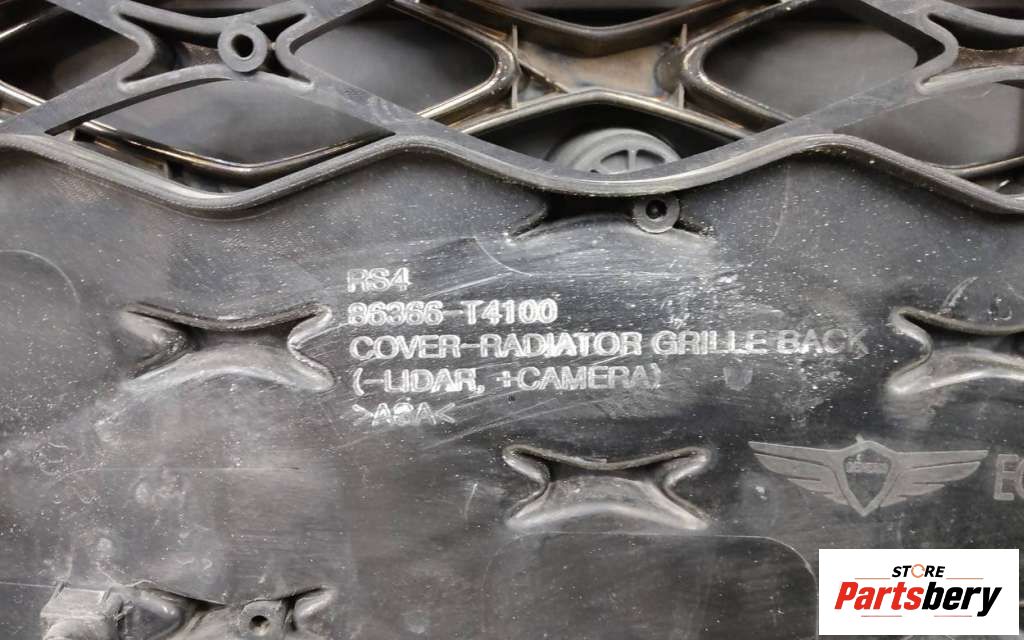 RS4
86366-T4100
COVER-RADIATOR GRILLE BACK
(-LIDAR, +CAMERA)
>ASA<
STORE
Partsbery